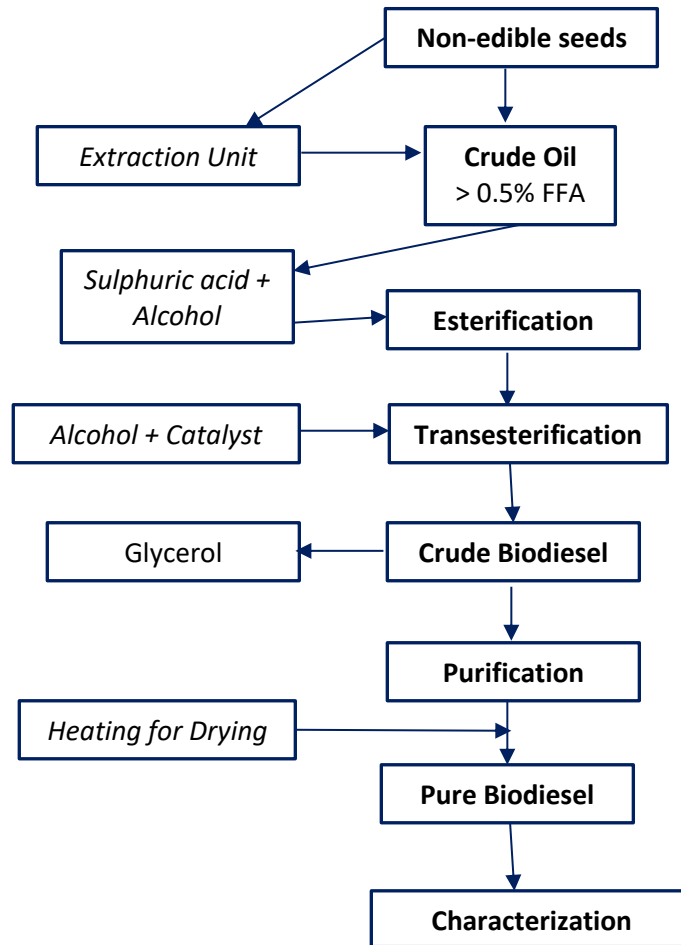 Non-edible seeds
Extraction Unit
Crude Oil
> 0.5% FFA
Sulphuric acid +
Alcohol
Esterification
Alcohol + Catalyst
Transesterification
Glycerol
Crude Biodiesel
Purification
Heating for Drying
Pure Biodiesel
Characterization